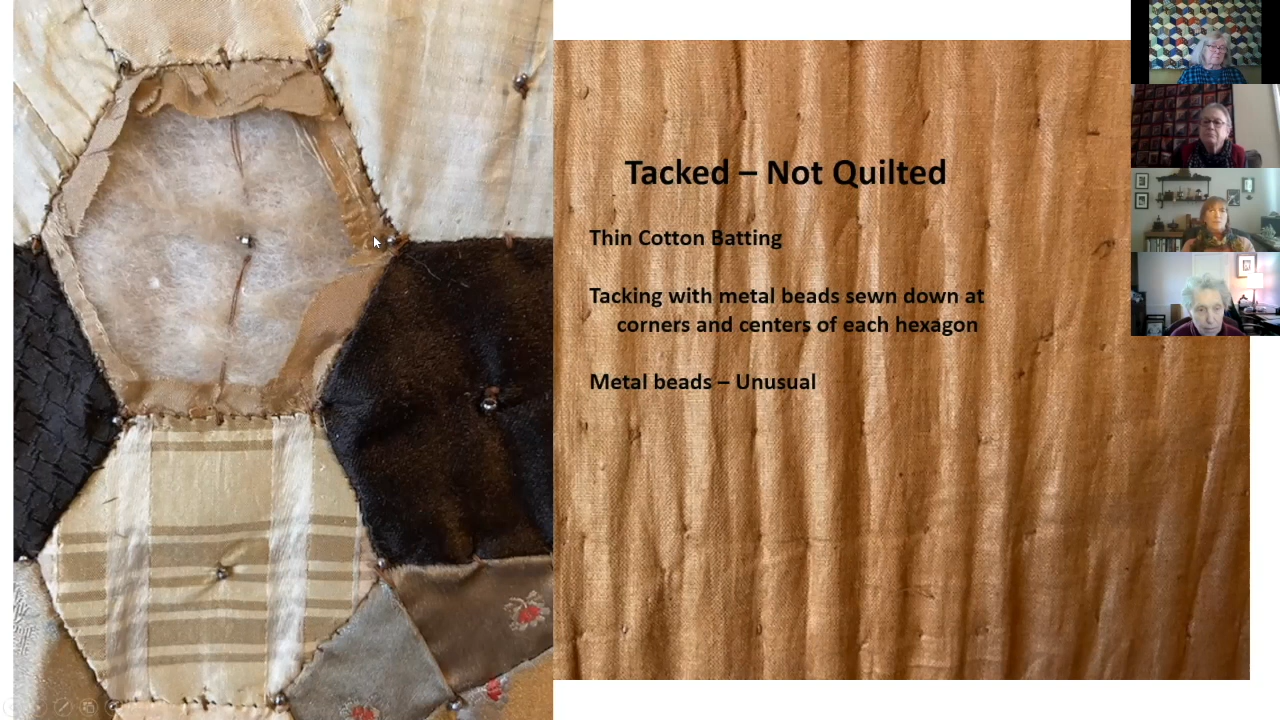 Tacked – Not Quilted
Thin Cotton Batting
Tacking with metal beads sewn down at
corners and centers of each hexagon
Metal beads – Unusual